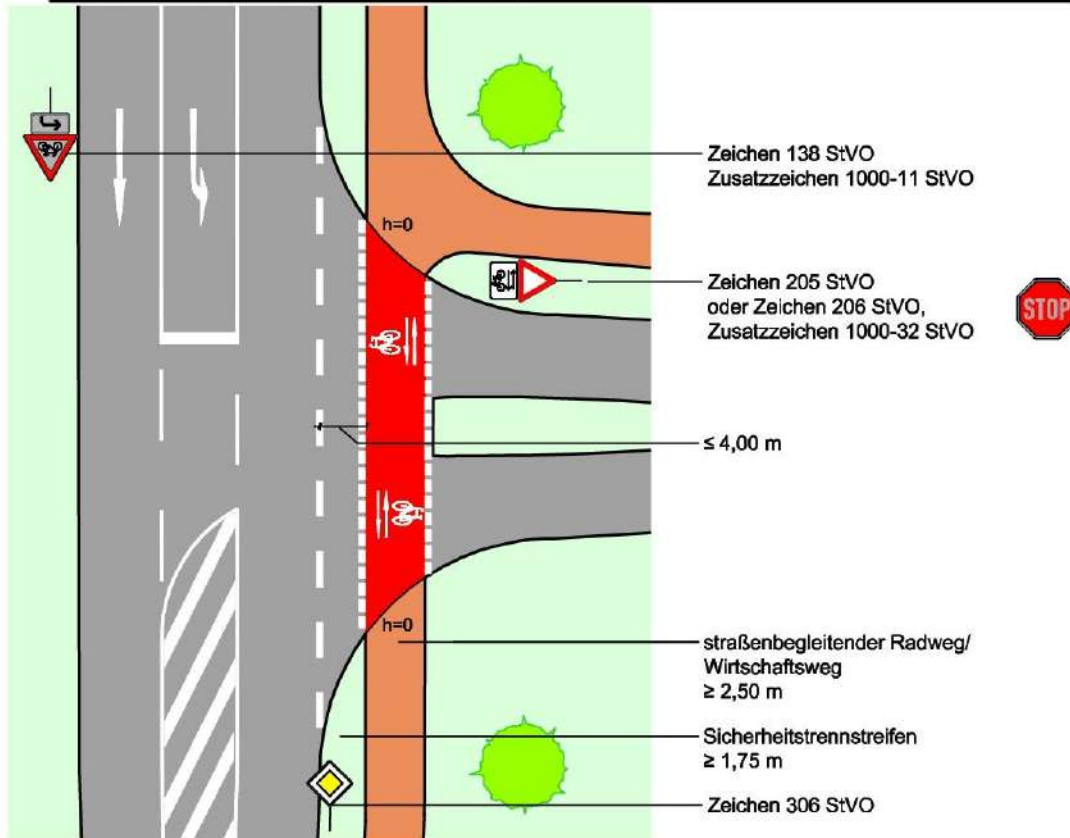 Zeichen 138 StVO
Zusatzzeichen 1000-11 StVO
h=0
Zeichen 205 StVO
oder Zeichen 206 StVO,
Zusatzzeichen 1000-32 StVO
STOP
≤ 4,00 m
h=0
straßenbegleitender Radweg/
Wirtschaftsweg
≥ 2,50 m
Sicherheitstrennstreifen
≥ 1,75 m
Zeichen 306 StVO